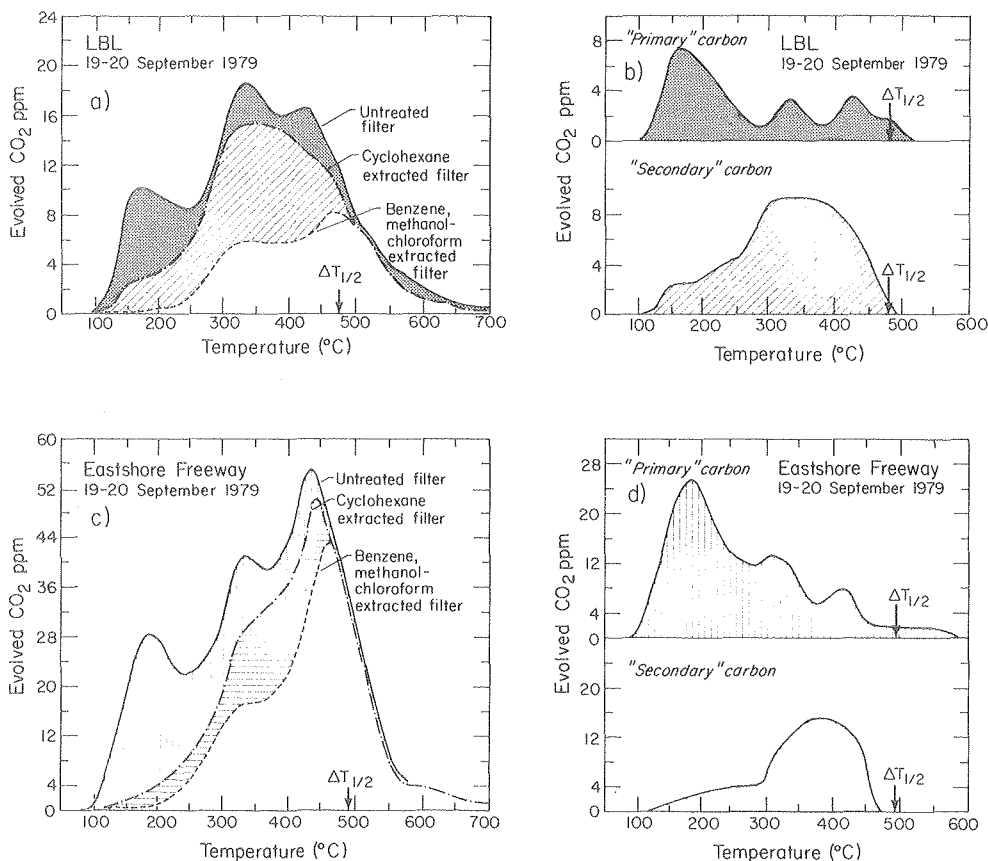 24
20
16
12
8
4
0
Evolved CO2 ppm
LBL
19-20 September 1979
a)
Untreated
filter
Cyclohexane
extracted filter
Benzene,
methanol-
chloroform
extracted
filter
ΔT1/2
100 200 300 400 500 600 700
Temperature (°C)
8
4
0
8
4
0
Evolved CO2 ppm
"Primary" carbon
b)
LBL
19-20 September 1979
ΔT1/2
"Secondary" carbon
ΔT1/2
100 200 300 400 500 600
Temperature (°C)
60
52
44
36
28
20
12
4
0
Evolved CO2 ppm
Eastshore Freeway
19-20 September 1979
c)
Untreated filter
Cyclohexane
extracted filter
Benzene,
methanol-
chloroform
extracted filter
ΔT1/2
100 200 300 400 500 600 700
Temperature (°C)
28
20
12
4
0
20
12
4
0
Evolved CO2 ppm
"Primary" carbon
d)
Eastshore Freeway
19-20 September 1979
ΔT1/2
"Secondary" carbon
ΔT1/2
100 200 300 400 500 600
Temperature (°C)